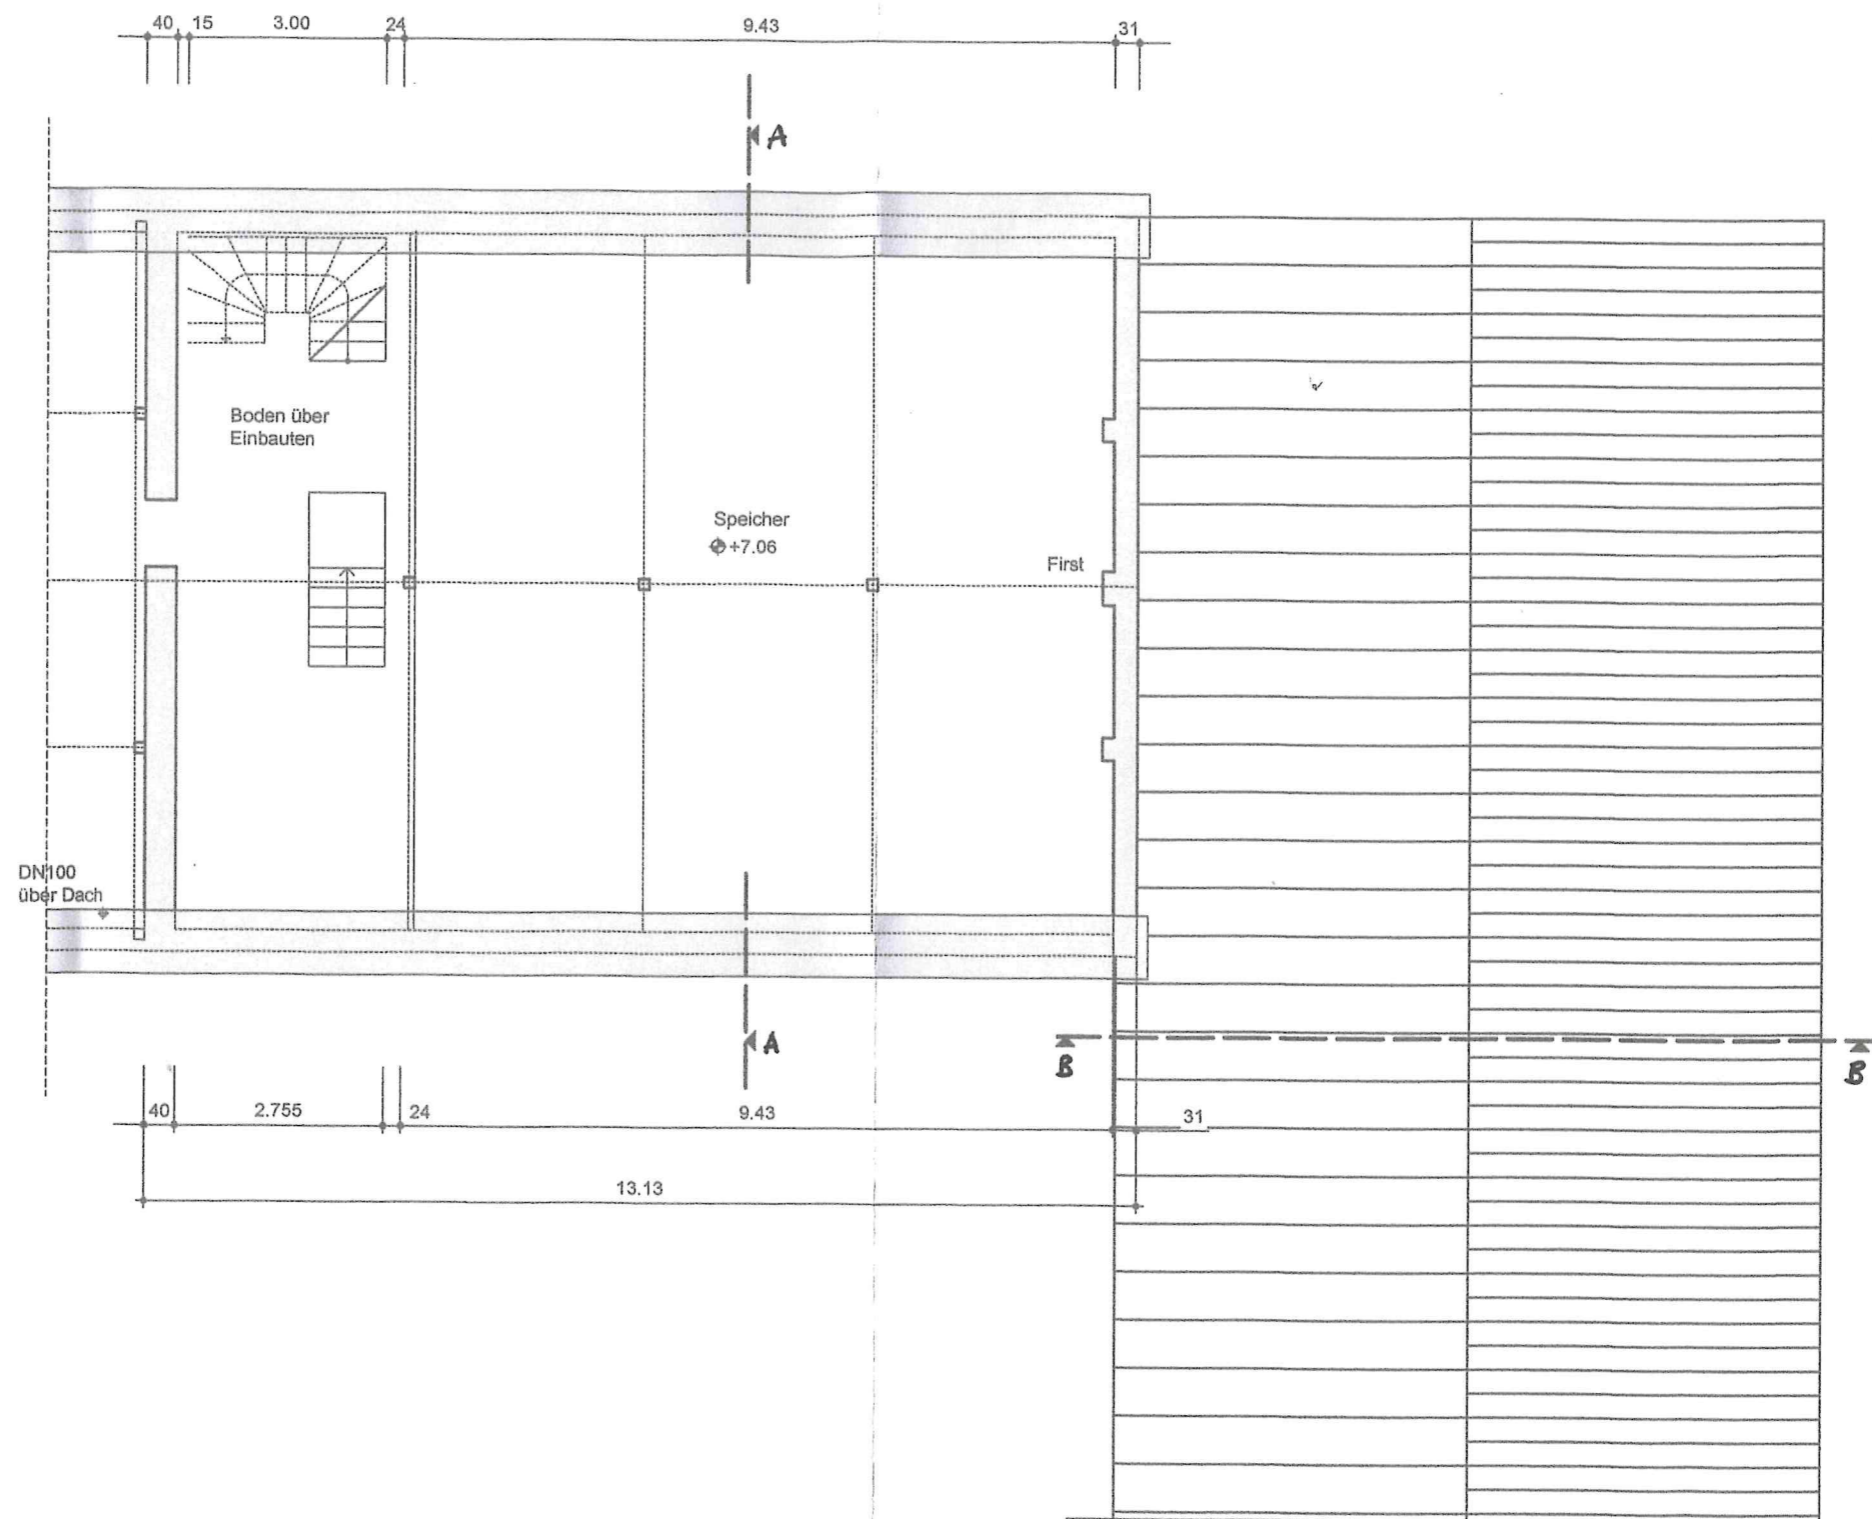 40 15 3.00 24 9.43 31
A
Boden über
Einbauten
Speicher
+7.06
First
DN100
über Dach
A
B
B
40 2.755 24 9.43 31
13.13